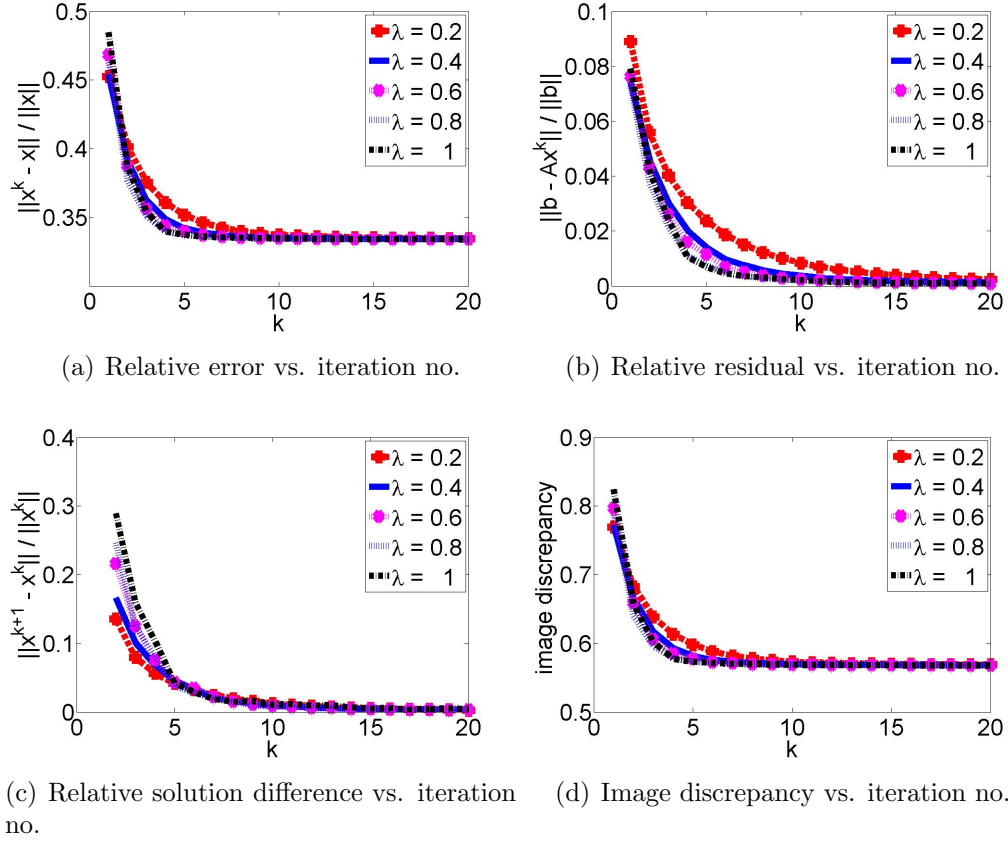 0.5
0.45
0.4
0.35
||x^k - x|| / ||x||
0 5 10 15 20
k
λ = 0.2
λ = 0.4
λ = 0.6
λ = 0.8
λ = 1
(a) Relative error vs. iteration no.
0.1
0.08
0.06
0.04
0.02
0
||b - Ax^k|| / ||b||
0 5 10 15 20
k
λ = 0.2
λ = 0.4
λ = 0.6
λ = 0.8
λ = 1
(b) Relative residual vs. iteration no.
0.4
0.3
0.2
0.1
0
||x^{k+1} - x^k|| / ||x^k||
0 5 10 15 20
k
λ = 0.2
λ = 0.4
λ = 0.6
λ = 0.8
λ = 1
(c) Relative solution difference vs. iteration
no.
0.9
0.8
0.7
0.6
0.5
image discrepancy
0 5 10 15 20
k
λ = 0.2
λ = 0.4
λ = 0.6
λ = 0.8
λ = 1
(d) Image discrepancy vs. iteration no.